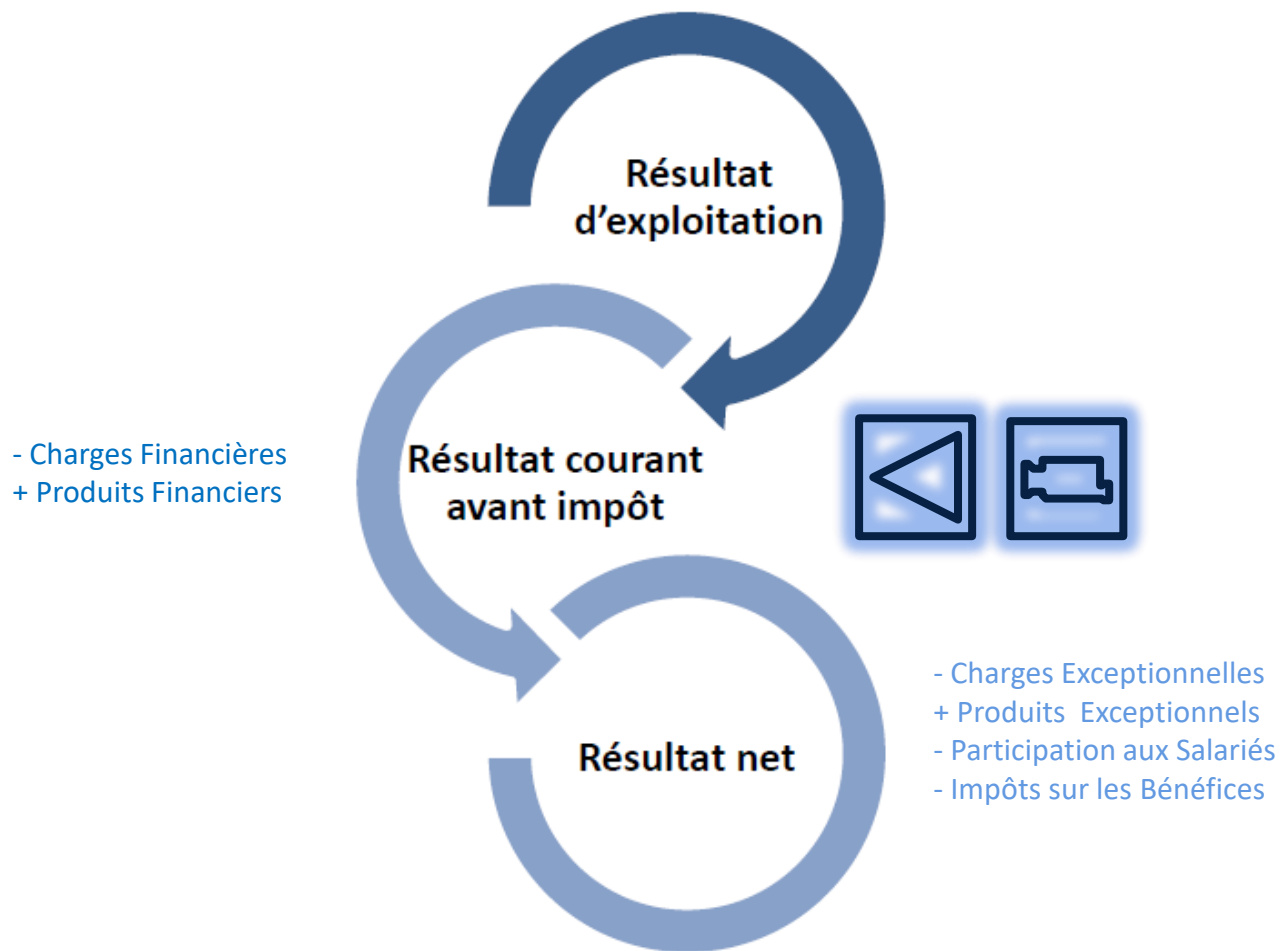 Résultat
d’exploitation
- Charges Financières
+ Produits Financiers
Résultat courant
avant impôt
- Charges Exceptionnelles
+ Produits  Exceptionnels
- Participation aux Salariés
- Impôts sur les Bénéfices
Résultat net